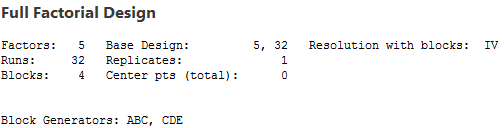 Full Factorial Design
Factors: 5 Base Design: 5, 32 Resolution with blocks: IV
Runs: 32 Replicates: 1
Blocks: 4 Center pts (total): 0
Block Generators: ABC, CDE